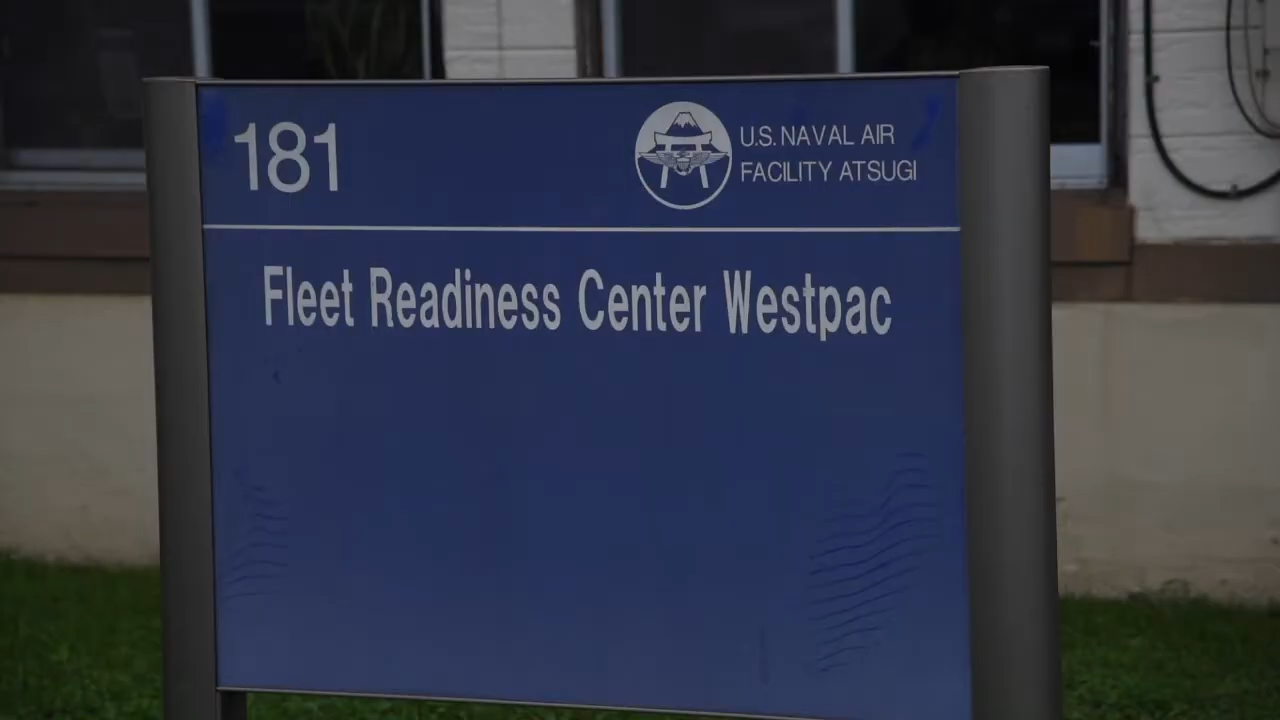 181
U.S. NAVAL AIR
FACILITY ATSUGI
Fleet Readiness Center Westpac